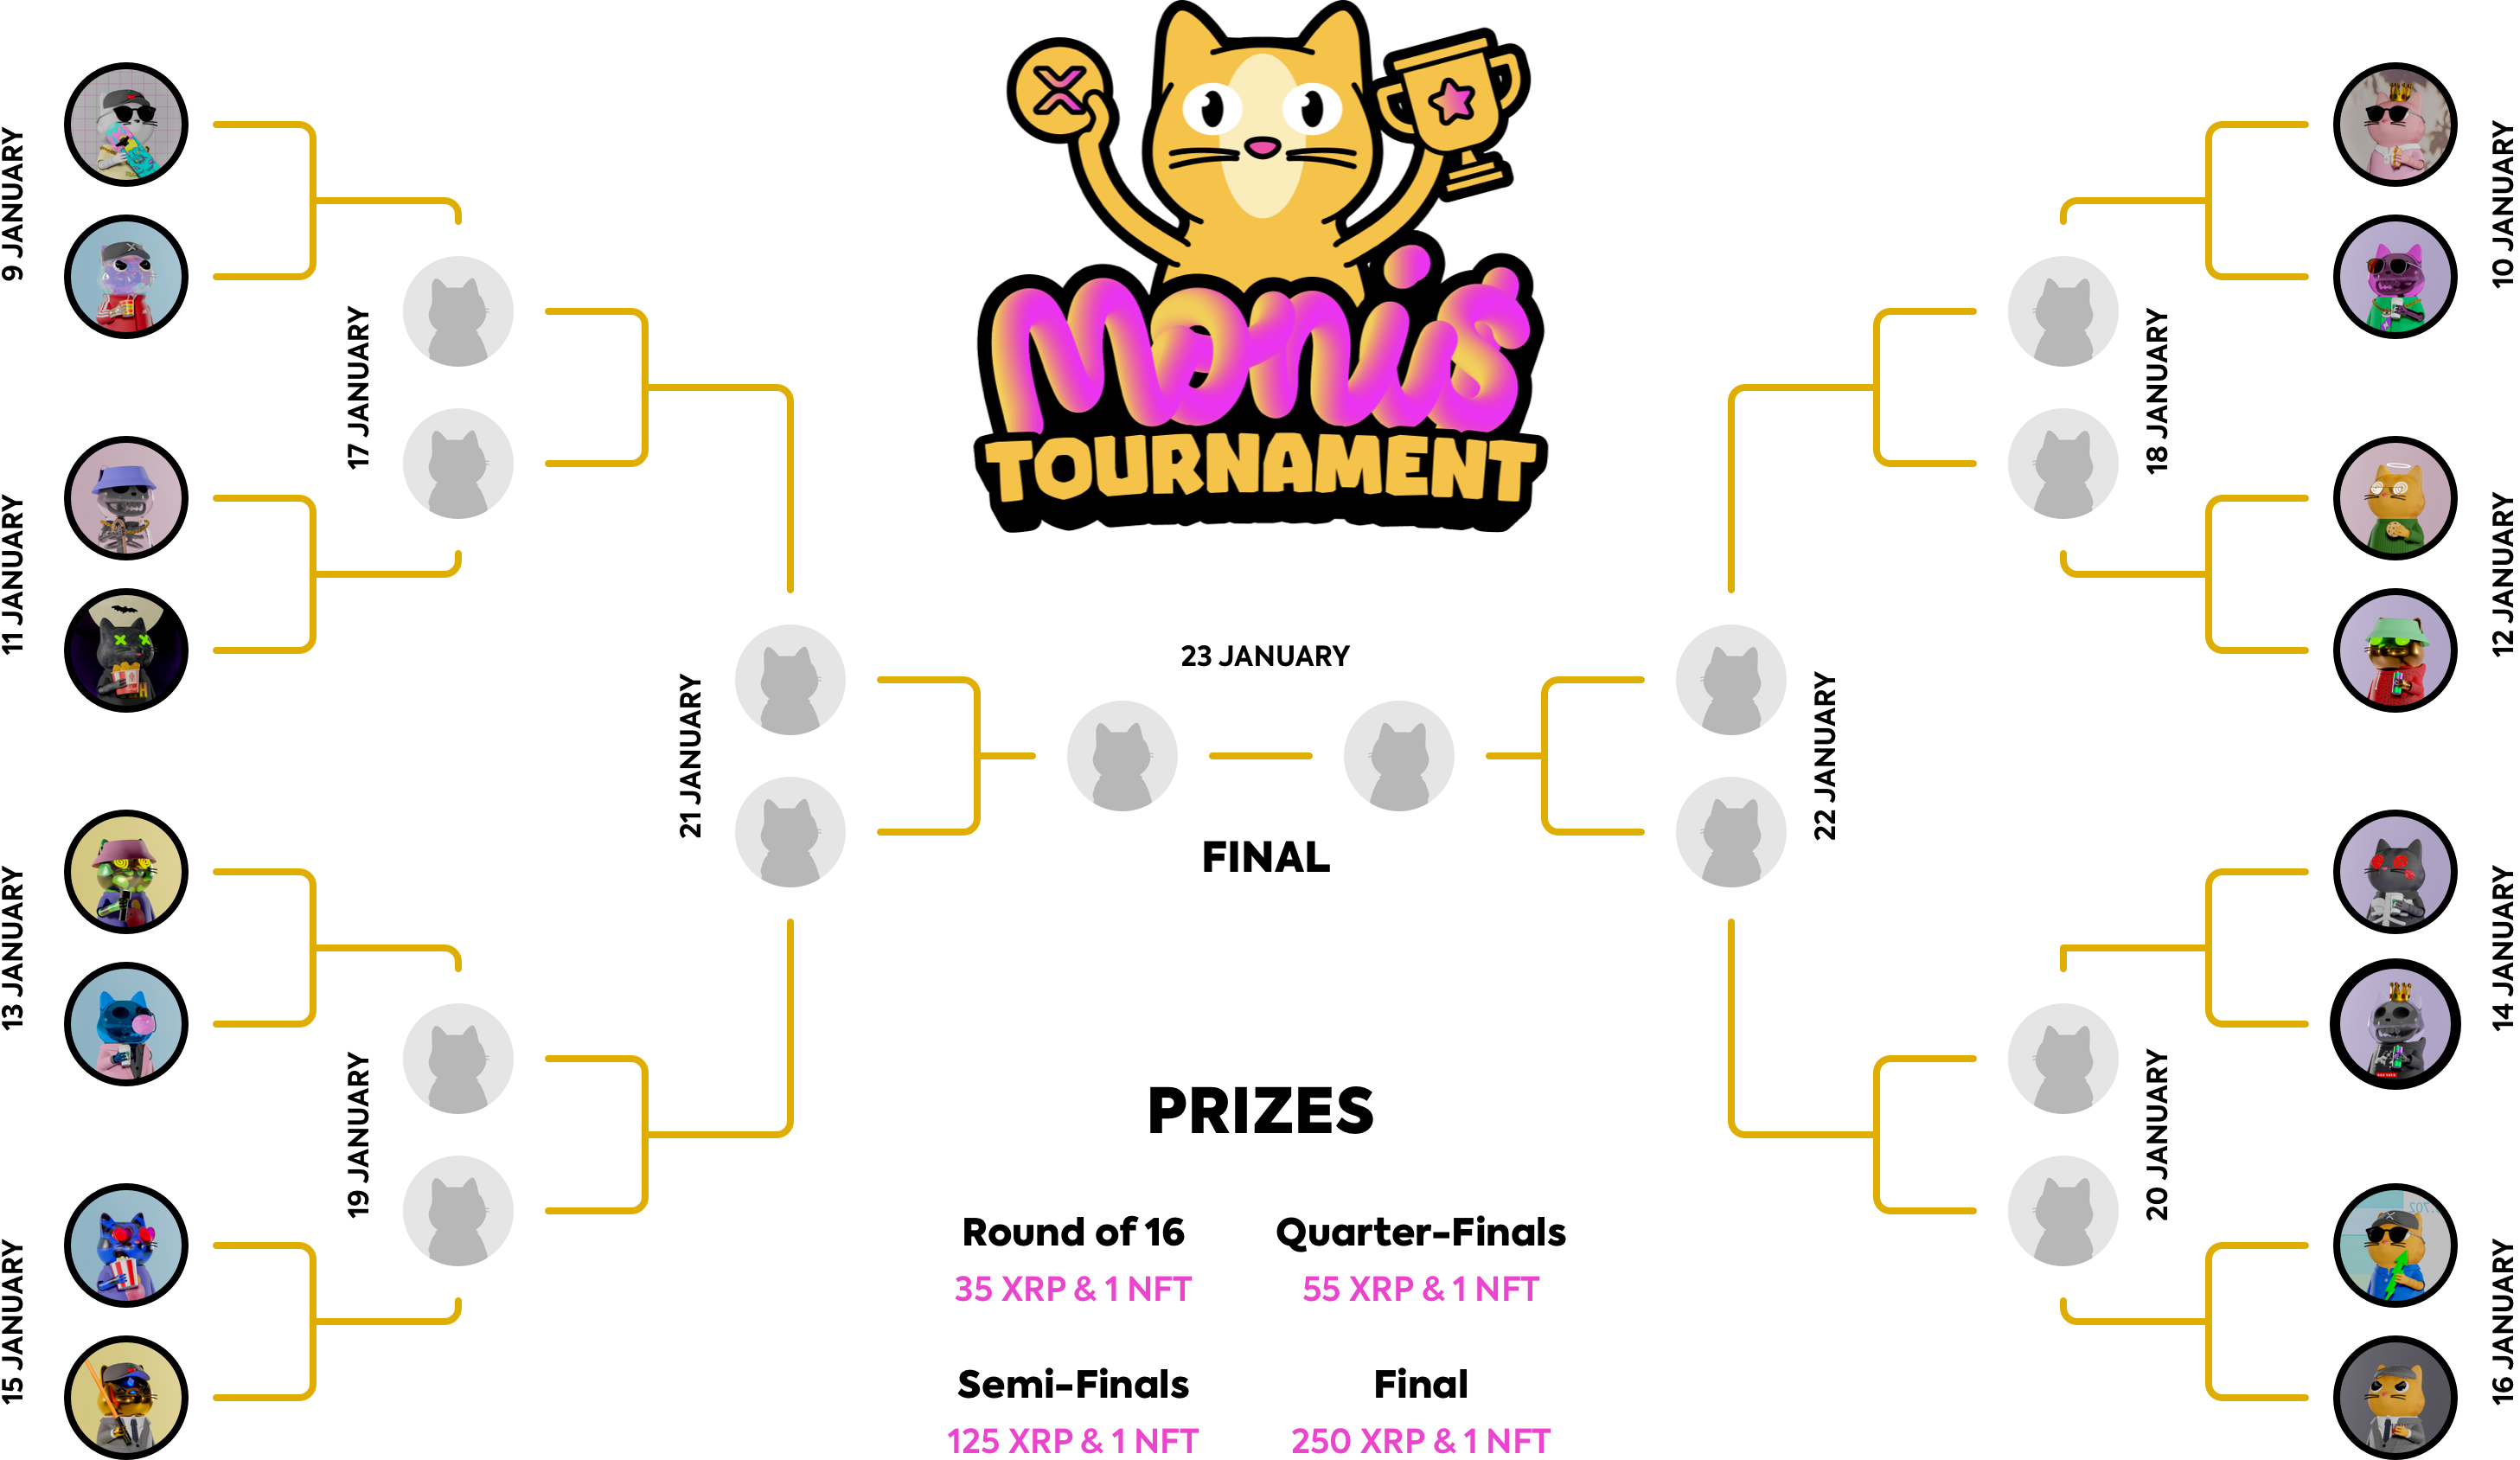 Monis
TOURNAMENT
9 JANUARY
11 JANUARY
13 JANUARY
15 JANUARY
17 JANUARY
19 JANUARY
21 JANUARY
23 JANUARY
FINAL
22 JANUARY
18 JANUARY
20 JANUARY
10 JANUARY
12 JANUARY
14 JANUARY
16 JANUARY
PRIZES
Round of 16
35 XRP & 1 NFT
Quarter-Finals
55 XRP & 1 NFT
Semi-Finals
125 XRP & 1 NFT
Final
250 XRP & 1 NFT